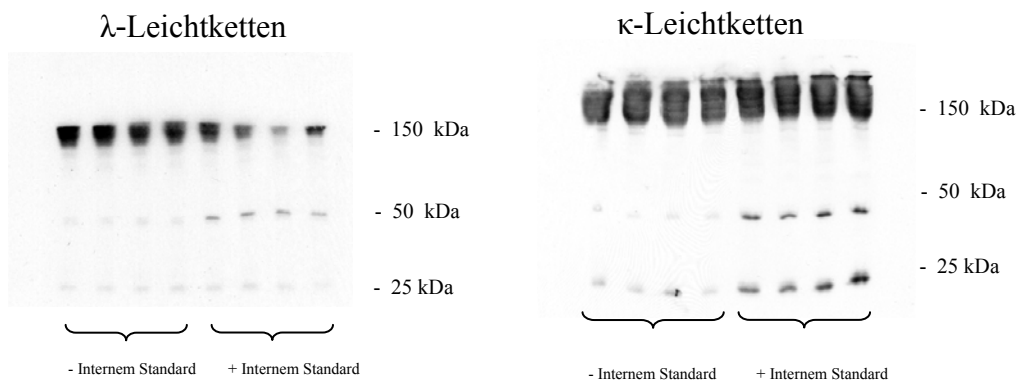 λ-Leichtketten
- 150 kDa
- 50 kDa
- 25 kDa
- Internem Standard + Internem Standard
κ-Leichtketten
- 150 kDa
- 50 kDa
- 25 kDa
- Internem Standard + Internem Standard